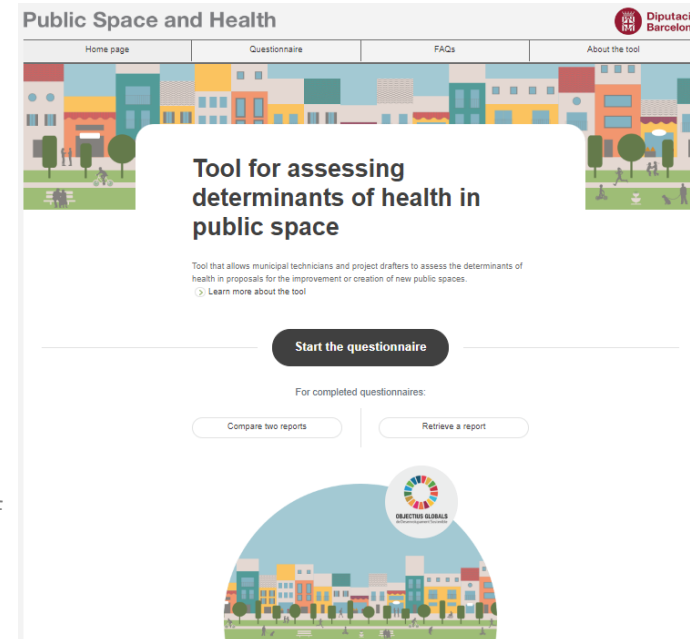 Public Space and Health
Home page
Questionnaire
FAQs
About the tool
Tool for assessing
determinants of health in
public space
Tool that allows municipal technicians and project drafters to assess the determinants of
health in proposals for the improvement or creation of new public spaces.
Learn more about the tool
Start the questionnaire
For completed questionnaires:
Compare two reports
Retrieve a report
OBJECTIUS GLOBALS